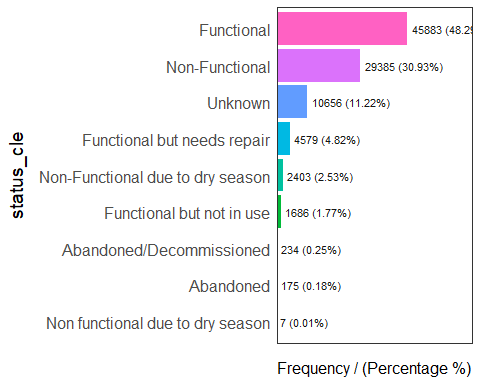 status_cle
Functional 45883 (48.29
Non-Functional 29385 (30.93%)
Unknown 10656 (11.22%)
Functional but needs repair 4579 (4.82%)
Non-Functional due to dry season 2403 (2.53%)
Functional but not in use 1686 (1.77%)
Abandoned/Decommissioned 234 (0.25%)
Abandoned 175 (0.18%)
Non functional due to dry season 7 (0.01%)
Frequency / (Percentage %)